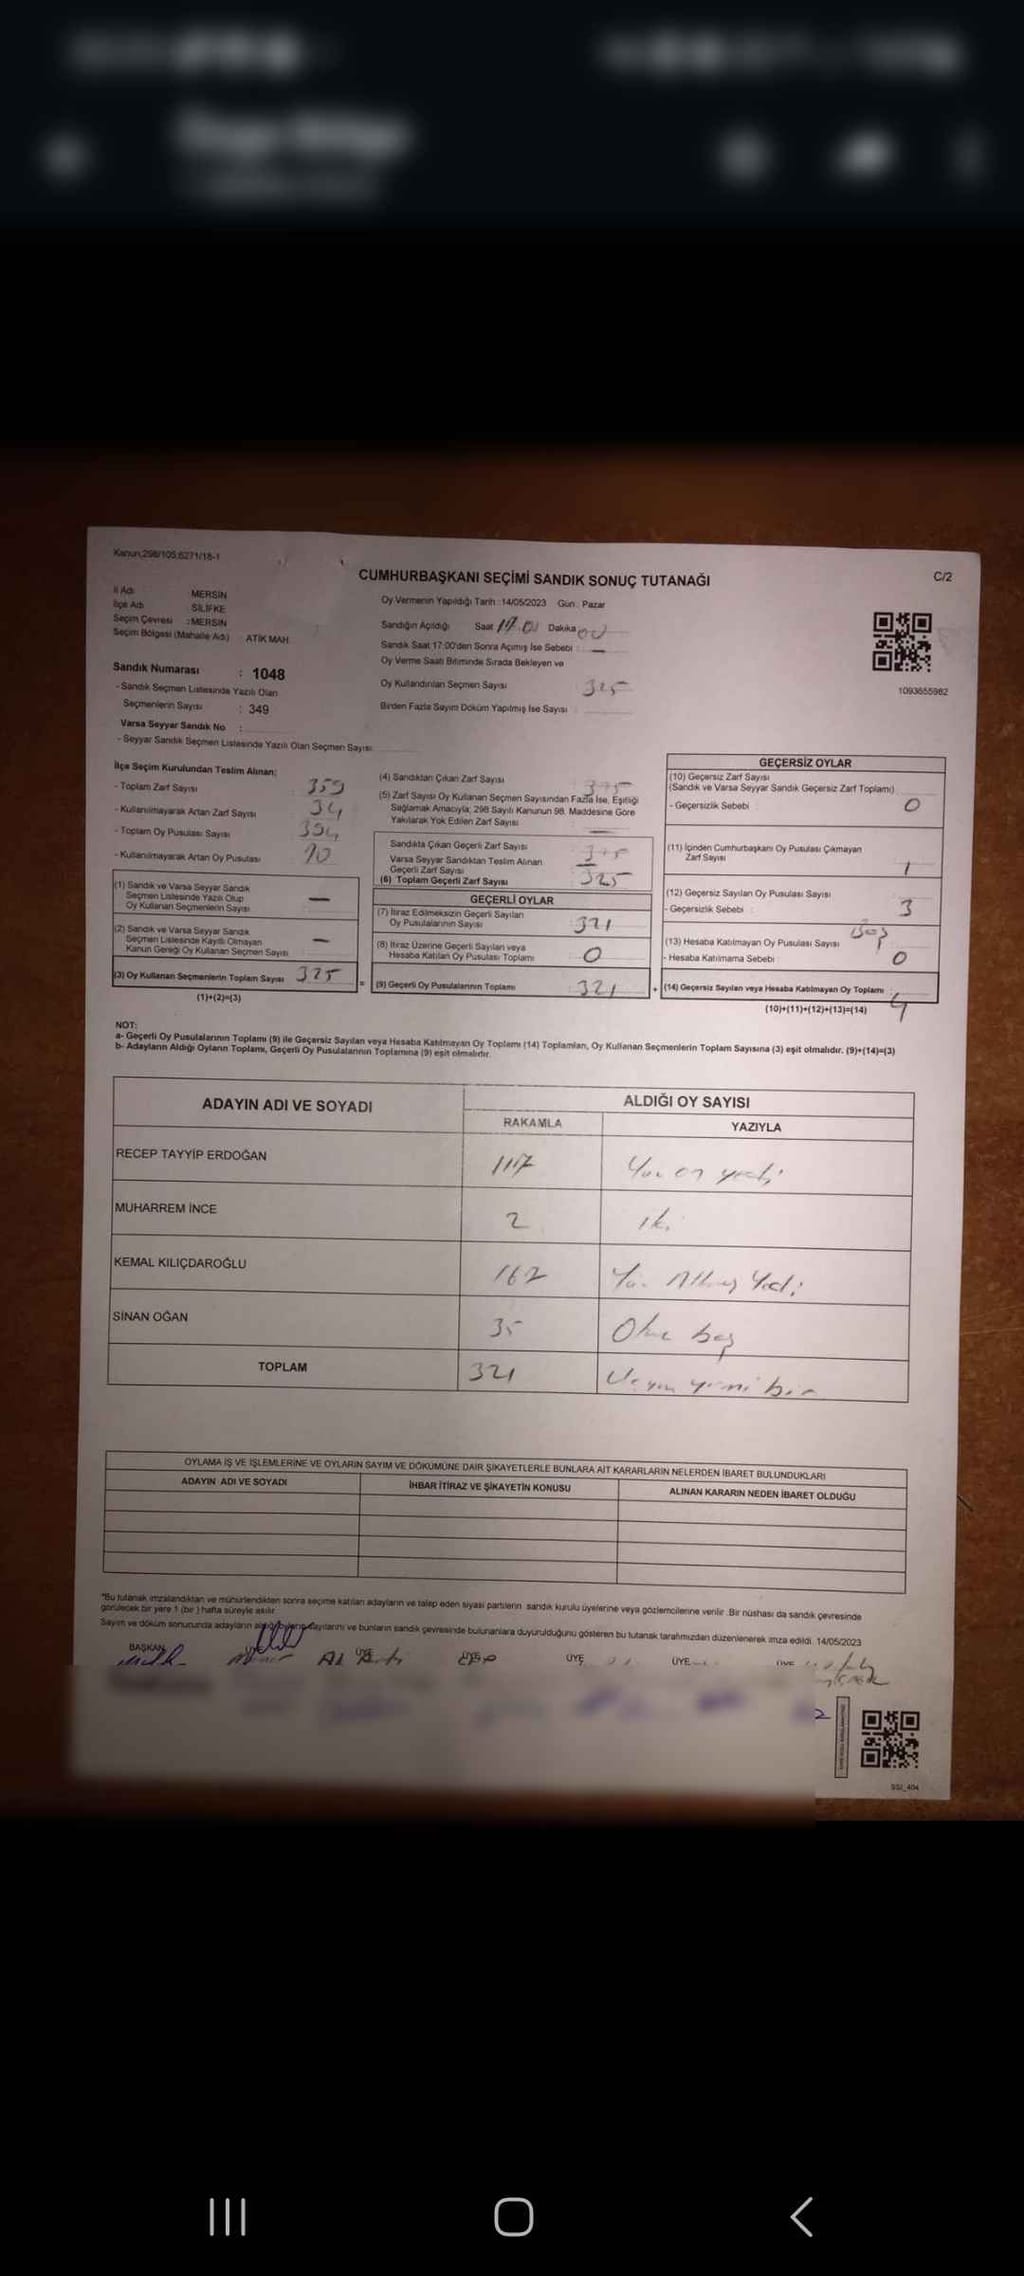 Kanun;298/105,6271/18-1
C/2
CUMHURBAŞKANI SEÇİMİ SANDIK SONUÇ TUTANAĞI
İl Adı MERSİN
İlçe Adı SİLİFKE
Seçim Çevresi : MERSİN
Seçim Bölgesi (Mahalle Adı) ATİK MAH.
Sandık Numarası : 1048
- Sandık Seçmen Listesinde Yazılı Olan
Seçmenlerin Sayısı : 349
Varsa Seyyar Sandık No :
- Seyyar Sandık Seçmen Listesinde Yazılı Olan Seçmen Sayısı
Oy Vermenin Yapıldığı Tarih : 14/05/2023 Gün : Pazar
Sandığın Açıldığı Saat Dakika
Sandık Saat 17:00'den Sonra Açımış İse Sebebi : —
Oy Verme Saati Bitiminde Sırada Bekleyen ve
Oy Kullandırılan Seçmen Sayısı 325
Birden Fazla Sayım Döküm Yapılmış İse Sayısı
1093655982
İlçe Seçim Kurulundan Teslim Alınan:
- Toplam Zarf Sayısı 359
- Kullanılmayarak Artan Zarf Sayısı 34
- Toplam Oy Pusulası Sayısı
- Kullanılmayarak Artan Oy Pusulası
(1) Sandık ve Varsa Seyyar Sandık
Seçmen Listesinde Yazılı Olup
Oy Kullanan Seçmenlerin Sayısı —
(2) Sandık ve Varsa Seyyar Sandık
Seçmen Listesinde Kayıtlı Olmayan
Kanun Gereği Oy Kullanan Seçmen Sayısı —
(3) Oy Kullanan Seçmenlerin Toplam Sayısı 325
(1)+(2)=(3)
=
(4) Sandıktan Çıkan Zarf Sayısı 325
(5) Zarf Sayısı Oy Kullanan Seçmen Sayısından Fazla İse, Eşitliği
Sağlamak Amacıyla; 298 Sayılı Kanunun 98. Maddesine Göre
Yakılarak Yok Edilen Zarf Sayısı —
Sandıkta Çıkan Geçerli Zarf Sayısı 325
Varsa Seyyar Sandıktan Teslim Alınan
Geçerli Zarf Sayısı —
(6) Toplam Geçerli Zarf Sayısı 325
GEÇERLİ OYLAR
(7) İtiraz Edilmeksizin Geçerli Sayılan
Oy Pusulalarının Sayısı 321
(8) İtiraz Üzerine Geçerli Sayılan veya
Hesaba Katılan Oy Pusulası Toplamı 0
(9) Geçerli Oy Pusulalarının Toplamı 321
+
GEÇERSİZ OYLAR
(10) Geçersiz Zarf Sayısı
(Sandık ve Varsa Seyyar Sandık Geçersiz Zarf Toplamı)
- Geçersizlik Sebebi 0
(11) İçinden Cumhurbaşkanı Oy Pusulası Çıkmayan
Zarf Sayısı 1
(12) Geçersiz Sayılan Oy Pusulası Sayısı
- Geçersizlik Sebebi 3
boş
(13) Hesaba Katılmayan Oy Pusulası Sayısı
- Hesaba Katılmama Sebebi : 0
(14) Geçersiz Sayılan veya Hesaba Katılmayan Oy Toplamı 4
(10)+(11)+(12)+(13)=(14)
NOT:
a- Geçerli Oy Pusulalarının Toplamı (9) ile Geçersiz Sayılan veya Hesaba Katılmayan Oy Toplamı (14) Toplamları, Oy Kullanan Seçmenlerin Toplam Sayısına (3) eşit olmalıdır. (9)+(14)=(3)
b- Adayların Aldığı Oyların Toplamı, Geçerli Oy Pusulalarının Toplamına (9) eşit olmalıdır.
ADAYIN ADI VE SOYADI
ALDIĞI OY SAYISI
RAKAMLA YAZIYLA
RECEP TAYYİP ERDOĞAN 117 Yüz on yedi
MUHARREM İNCE 2 iki
KEMAL KILIÇDAROĞLU 167 Yüz Altmış Yedi
SİNAN OĞAN 35 Otuz beş
TOPLAM 321 Üçyüz yirmi bir
OYLAMA İŞ VE İŞLEMLERİNE VE OYLARIN SAYIM VE DÖKÜMÜNE DAİR ŞİKAYETLERLE BUNLARA AİT KARARLARIN NELERDEN İBARET BULUNDUKLARI
ADAYIN ADI VE SOYADI İHBAR İTİRAZ VE ŞİKAYETİN KONUSU ALINAN KARARIN NEDEN İBARET OLDUĞU
*Bu tutanak imzalandıktan ve mühürlendikten sonra seçime katılan adayların ve talep eden siyasi partilerin sandık kurulu üyelerine veya gözlemcilerine verilir. Bir nüshası da sandık çevresinde
görülecek bir yere 1 (bir) hafta süreyle asılır.
Sayım ve döküm sonucunda adayların aldığı oyların sayılarını ve bunların sandık çevresinde bulunanlara duyurulduğunu gösteren bu tutanak tarafımızdan düzenlenerek imza edildi. 14/05/2023
BAŞKAN ÜYE ÜYE ÜYE ÜYE
SSI_404